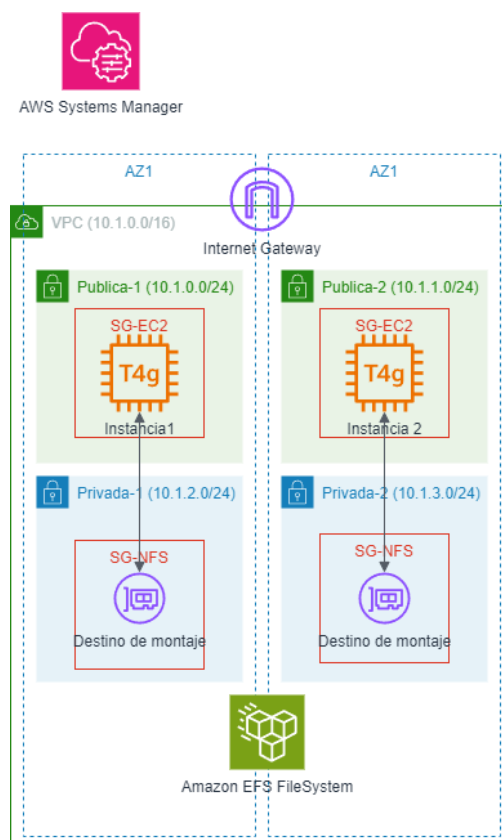 AWS Systems Manager
AZ1
AZ1
VPC (10.1.0.0/16)
Internet Gateway
Publica-1 (10.1.0.0/24)
Publica-2 (10.1.1.0/24)
SG-EC2
SG-EC2
T4g
T4g
Instancia1
Instancia 2
Privada-1 (10.1.2.0/24)
Privada-2 (10.1.3.0/24)
SG-NFS
SG-NFS
Destino de montaje
Destino de montaje
Amazon EFS FileSystem